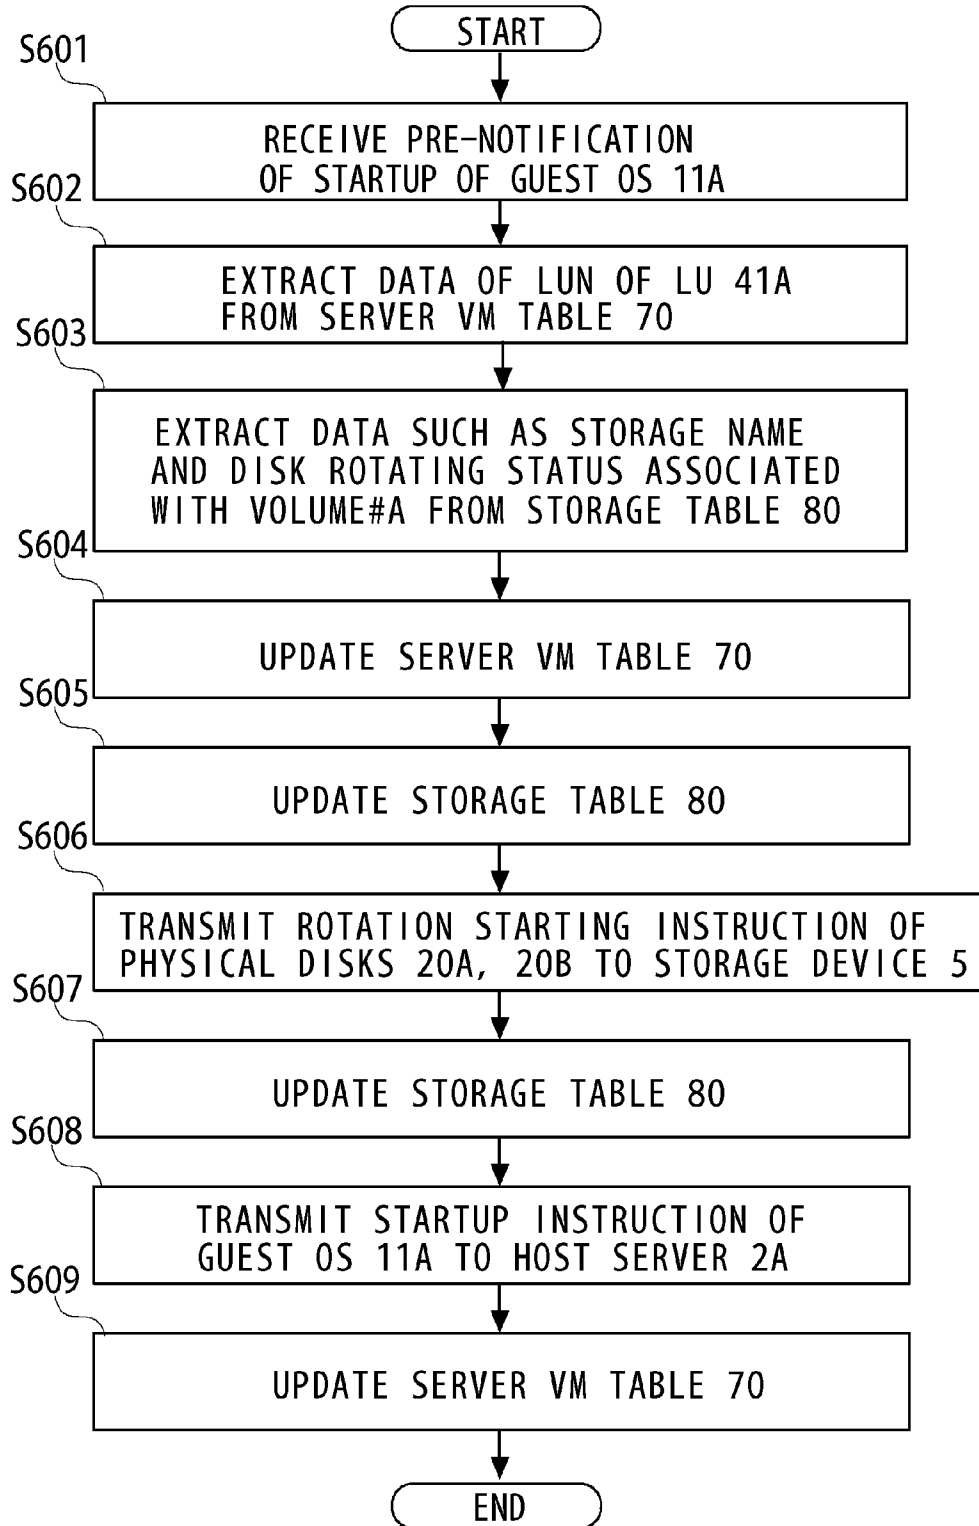 START
S601
RECEIVE PRE-NOTIFICATION
OF STARTUP OF GUEST OS 11A
S602
EXTRACT DATA OF LUN OF LU 41A
FROM SERVER VM TABLE 70
S603
EXTRACT DATA SUCH AS STORAGE NAME
AND DISK ROTATING STATUS ASSOCIATED
WITH VOLUME#A FROM STORAGE TABLE 80
S604
UPDATE SERVER VM TABLE 70
S605
UPDATE STORAGE TABLE 80
S606
TRANSMIT ROTATION STARTING INSTRUCTION OF
PHYSICAL DISKS 20A, 20B TO STORAGE DEVICE 5
S607
UPDATE STORAGE TABLE 80
S608
TRANSMIT STARTUP INSTRUCTION OF
GUEST OS 11A TO HOST SERVER 2A
S609
UPDATE SERVER VM TABLE 70
END